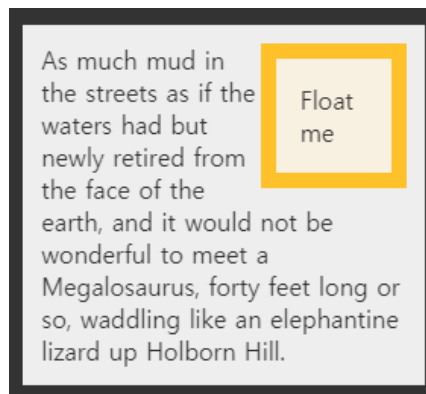 As much mud in
the streets as if the
waters had but
newly retired from
the face of the
earth, and it would not be
wonderful to meet a
Megalosaurus, forty feet long or
so, waddling like an elephantine
lizard up Holborn Hill.
Float
me